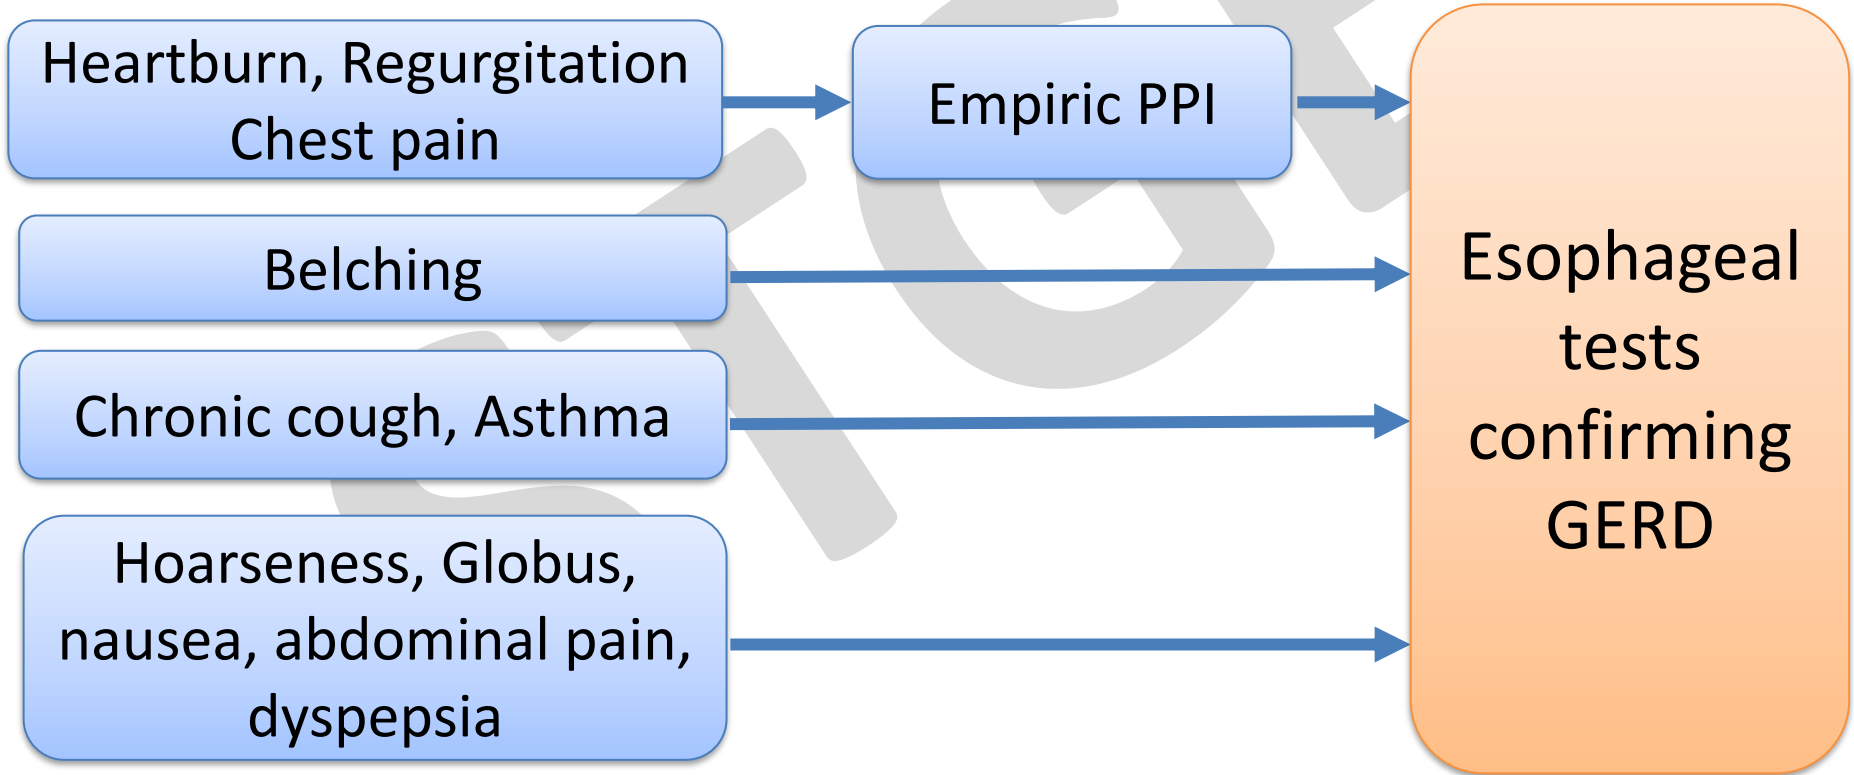 Heartburn, Regurgitation
Chest pain
Empiric PPI
Belching
Chronic cough, Asthma
Hoarseness, Globus,
nausea, abdominal pain,
dyspepsia
Esophageal
tests
confirming
GERD